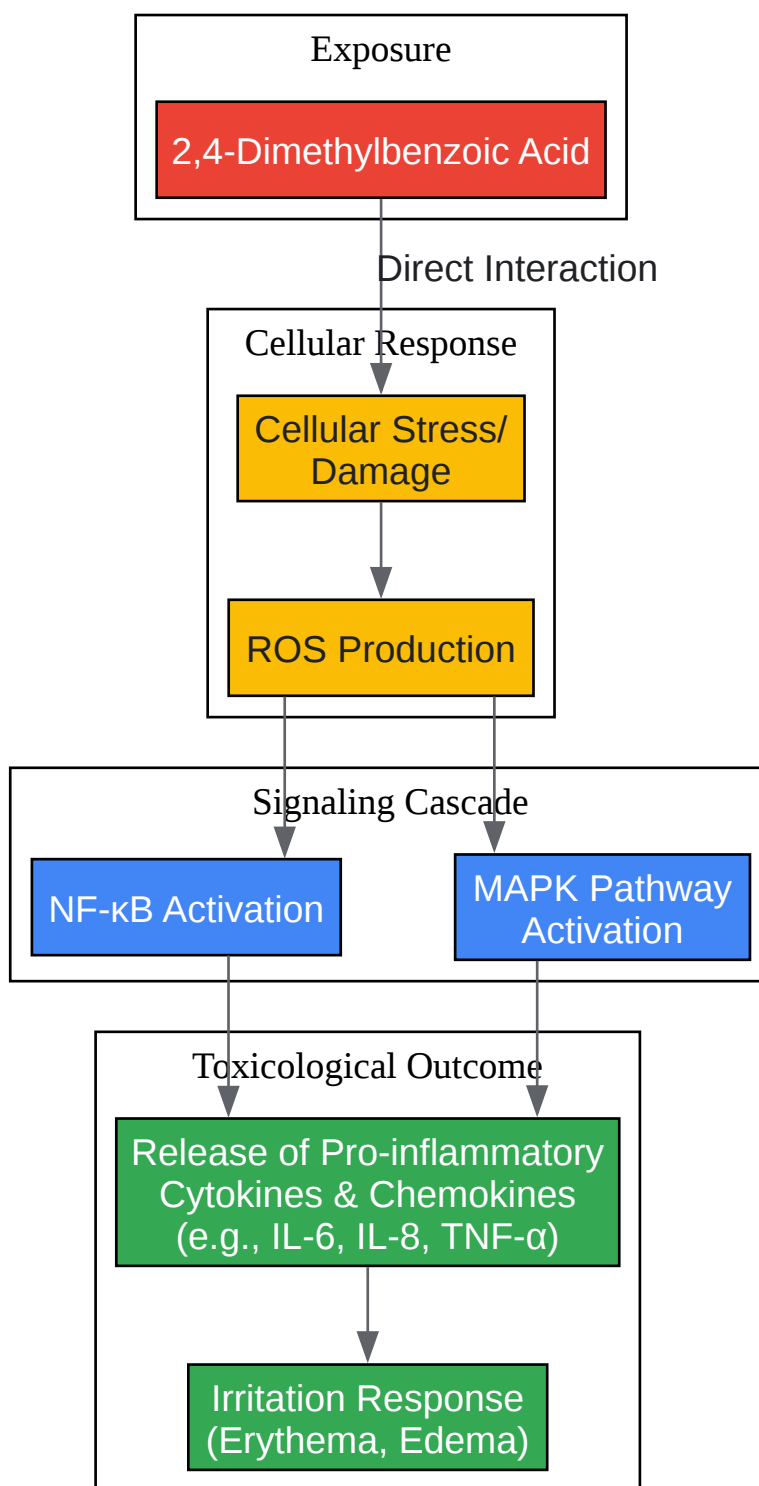 Exposure
2,4-Dimethylbenzoic Acid
Direct Interaction
Cellular Response
Cellular Stress/
Damage
ROS Production
Signaling Cascade
NF-κB Activation
MAPK Pathway
Activation
Toxicological Outcome
Release of Pro-inflammatory
Cytokines & Chemokines
(e.g., IL-6, IL-8, TNF-α)
Irritation Response
(Erythema, Edema)